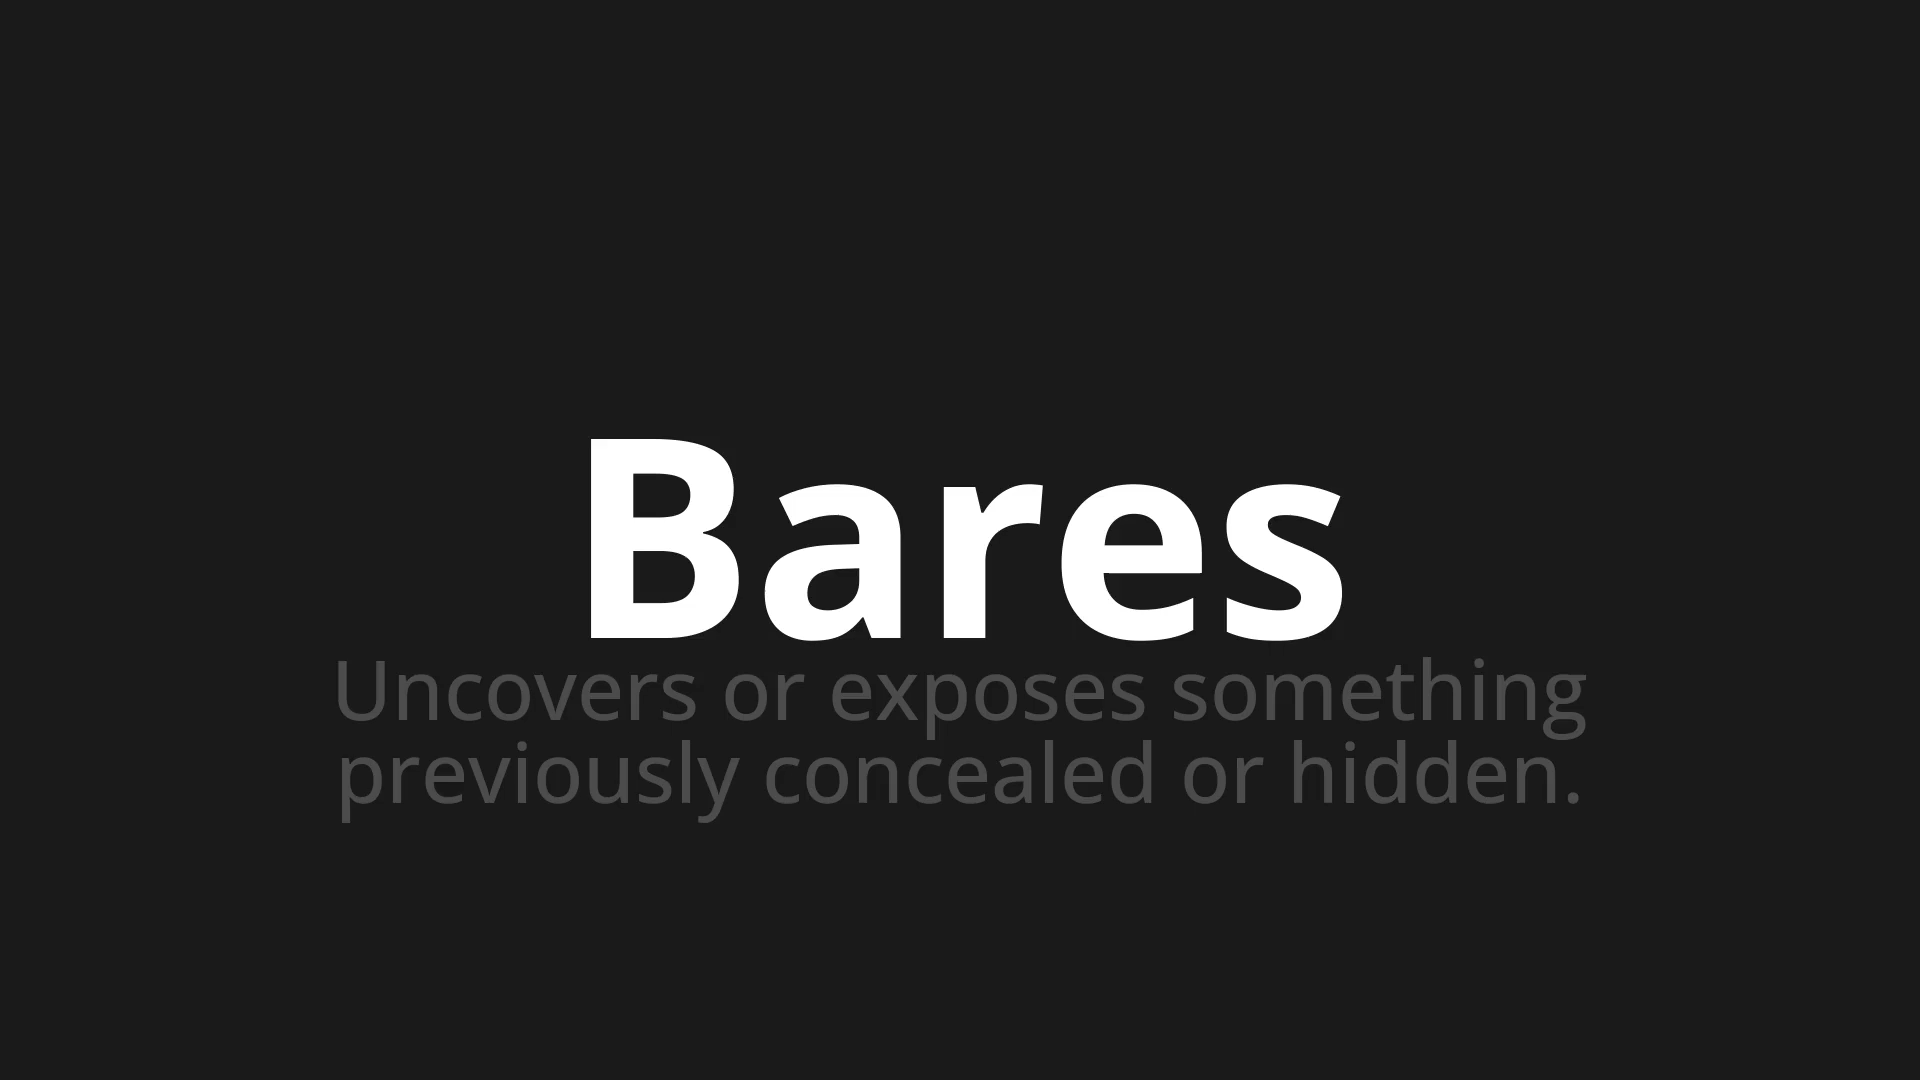 Bares
Uncovers or exposes something
previously concealed or hidden.